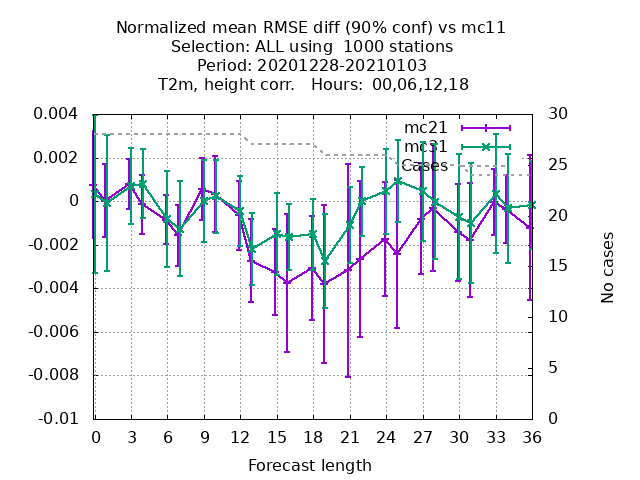 Normalized mean RMSE diff (90% conf) vs mc11
Selection: ALL using  1000 stations
Period: 20201228-20210103
T2m, height corr.   Hours:  00,06,12,18
mc21
mc31
Cases
0.004
0.002
0
-0.002
-0.004
-0.006
-0.008
-0.01
30
25
20
15
10
5
0
No cases
0 3 6 9 12 15 18 21 24 27 30 33 36
Forecast length